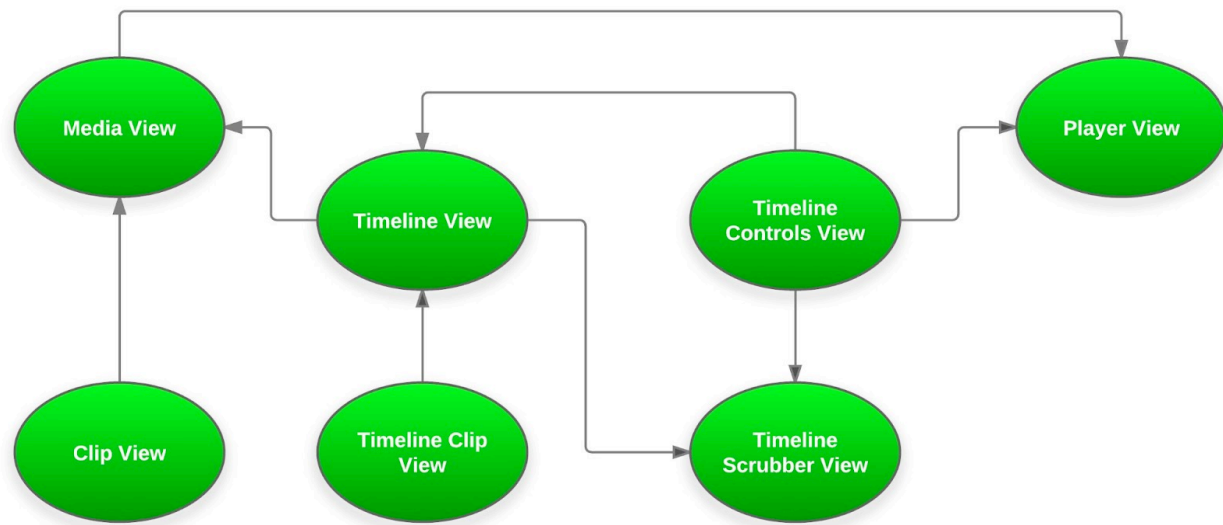 Media View
Player View
Timeline View
Timeline
Controls View
Clip View
Timeline Clip
View
Timeline
Scrubber View